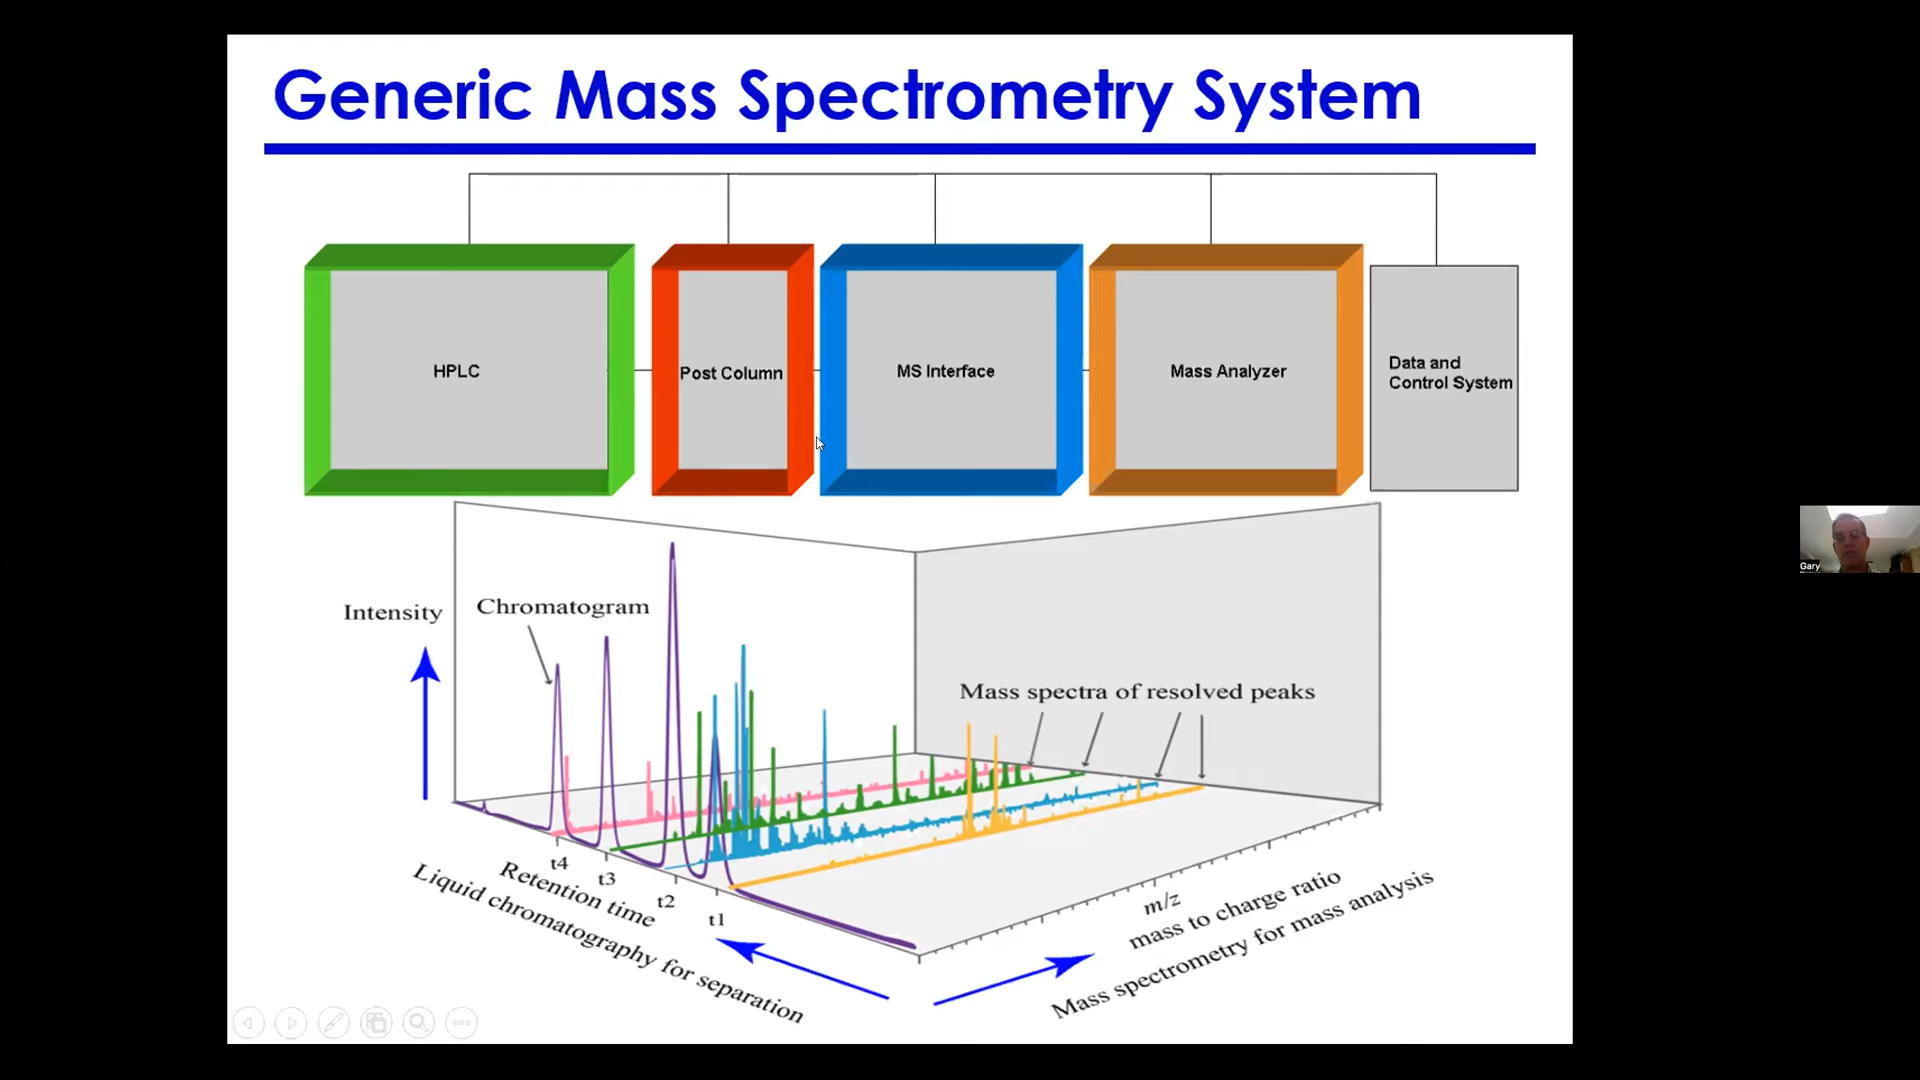 Generic Mass Spectrometry System
HPLC
Post Column
MS Interface
Mass Analyzer
Data and
Control System
Intensity
Chromatogram
Mass spectra of resolved peaks
t4
t3
t2
t1
Retention time
Liquid chromatography for separation
m/z
mass to charge ratio
Mass spectrometry for mass analysis
Gary